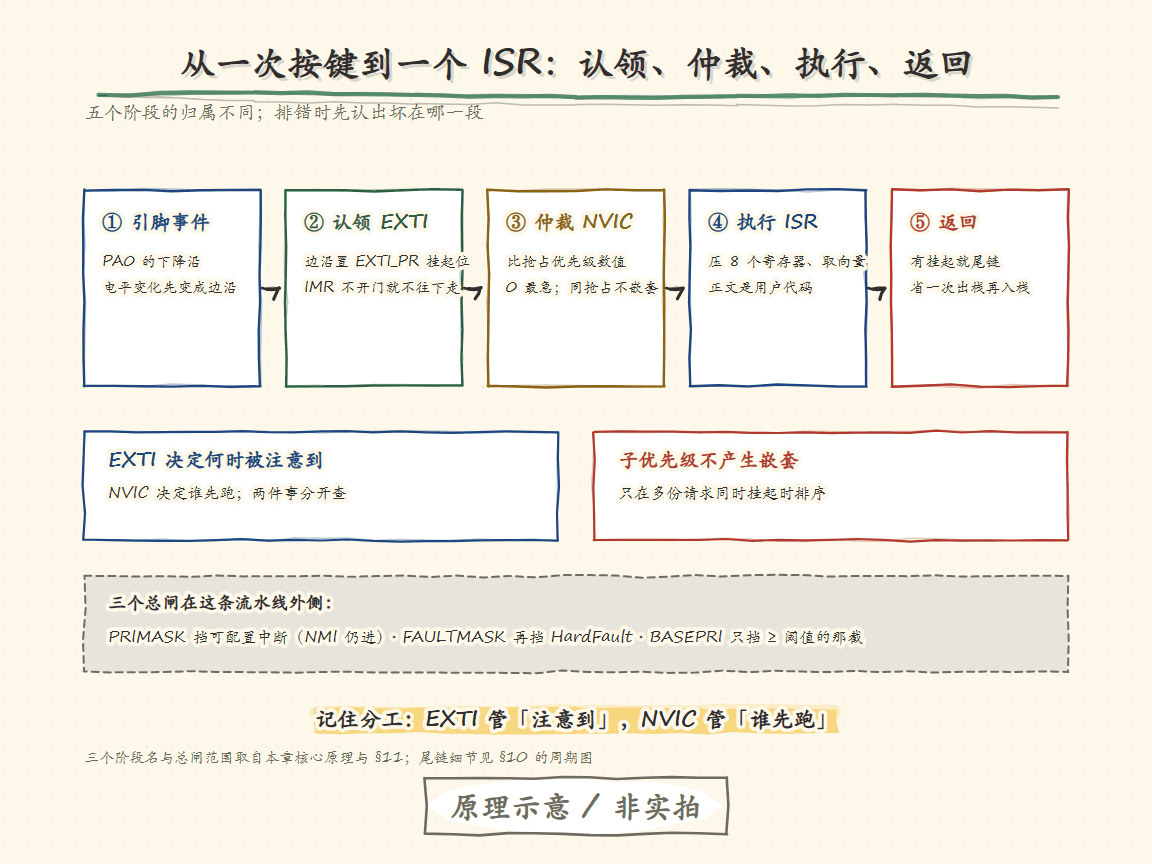 从一次按键到一个 ISR：认领、仲裁、执行、返回
五个阶段的归属不同；排错时先认出坏在哪一段
① 引脚事件
PA0 的下降沿
电平变化先变成边沿
② 认领 EXTI
边沿置 EXTI_PR 挂起位
IMR 不开门就不往下走
③ 仲裁 NVIC
比抢占优先级数值
0 最急；同抢占不嵌套
④ 执行 ISR
压 8 个寄存器、取向量
正文是用户代码
⑤ 返回
有挂起就尾链
省一次出栈再入栈
EXTI 决定何时被注意到
NVIC 决定谁先跑；两件事分开查
子优先级不产生嵌套
只在多份请求同时挂起时排序
三个总闸在这条流水线外侧：
PRIMASK 挡可配置中断（NMI 仍进）· FAULTMASK 再挡 HardFault · BASEPRI 只挡 ≥ 阈值的那截
记住分工：EXTI 管「注意到」，NVIC 管「谁先跑」
三个阶段名与总闸范围取自本章核心原理与 §11；尾链细节见 §10 的周期图
原理示意 / 非实拍